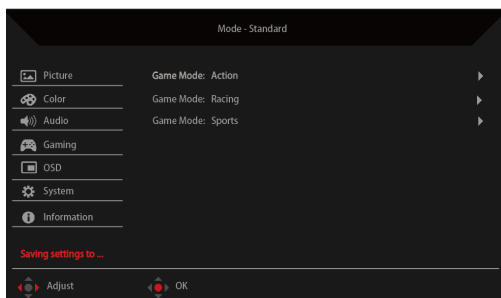 Mode - Standard
Picture
Game Mode: Action
Color
Game Mode: Racing
Audio
Game Mode: Sports
Gaming
OSD
System
Information
Saving settings to ...
Adjust
OK